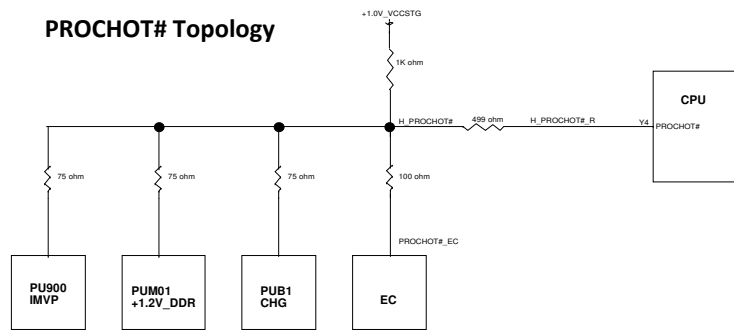 PROCHOT# Topology
+1.0V_VCCSTG
1K ohm
CPU
H_PROCHOT#
499 ohm
H_PROCHOT#_R
Y4
PROCHOT#
75 ohm
75 ohm
75 ohm
100 ohm
PROCHOT#_EC
PU900
IMVP
PUM01
+1.2V_DDR
PUB1
CHG
EC